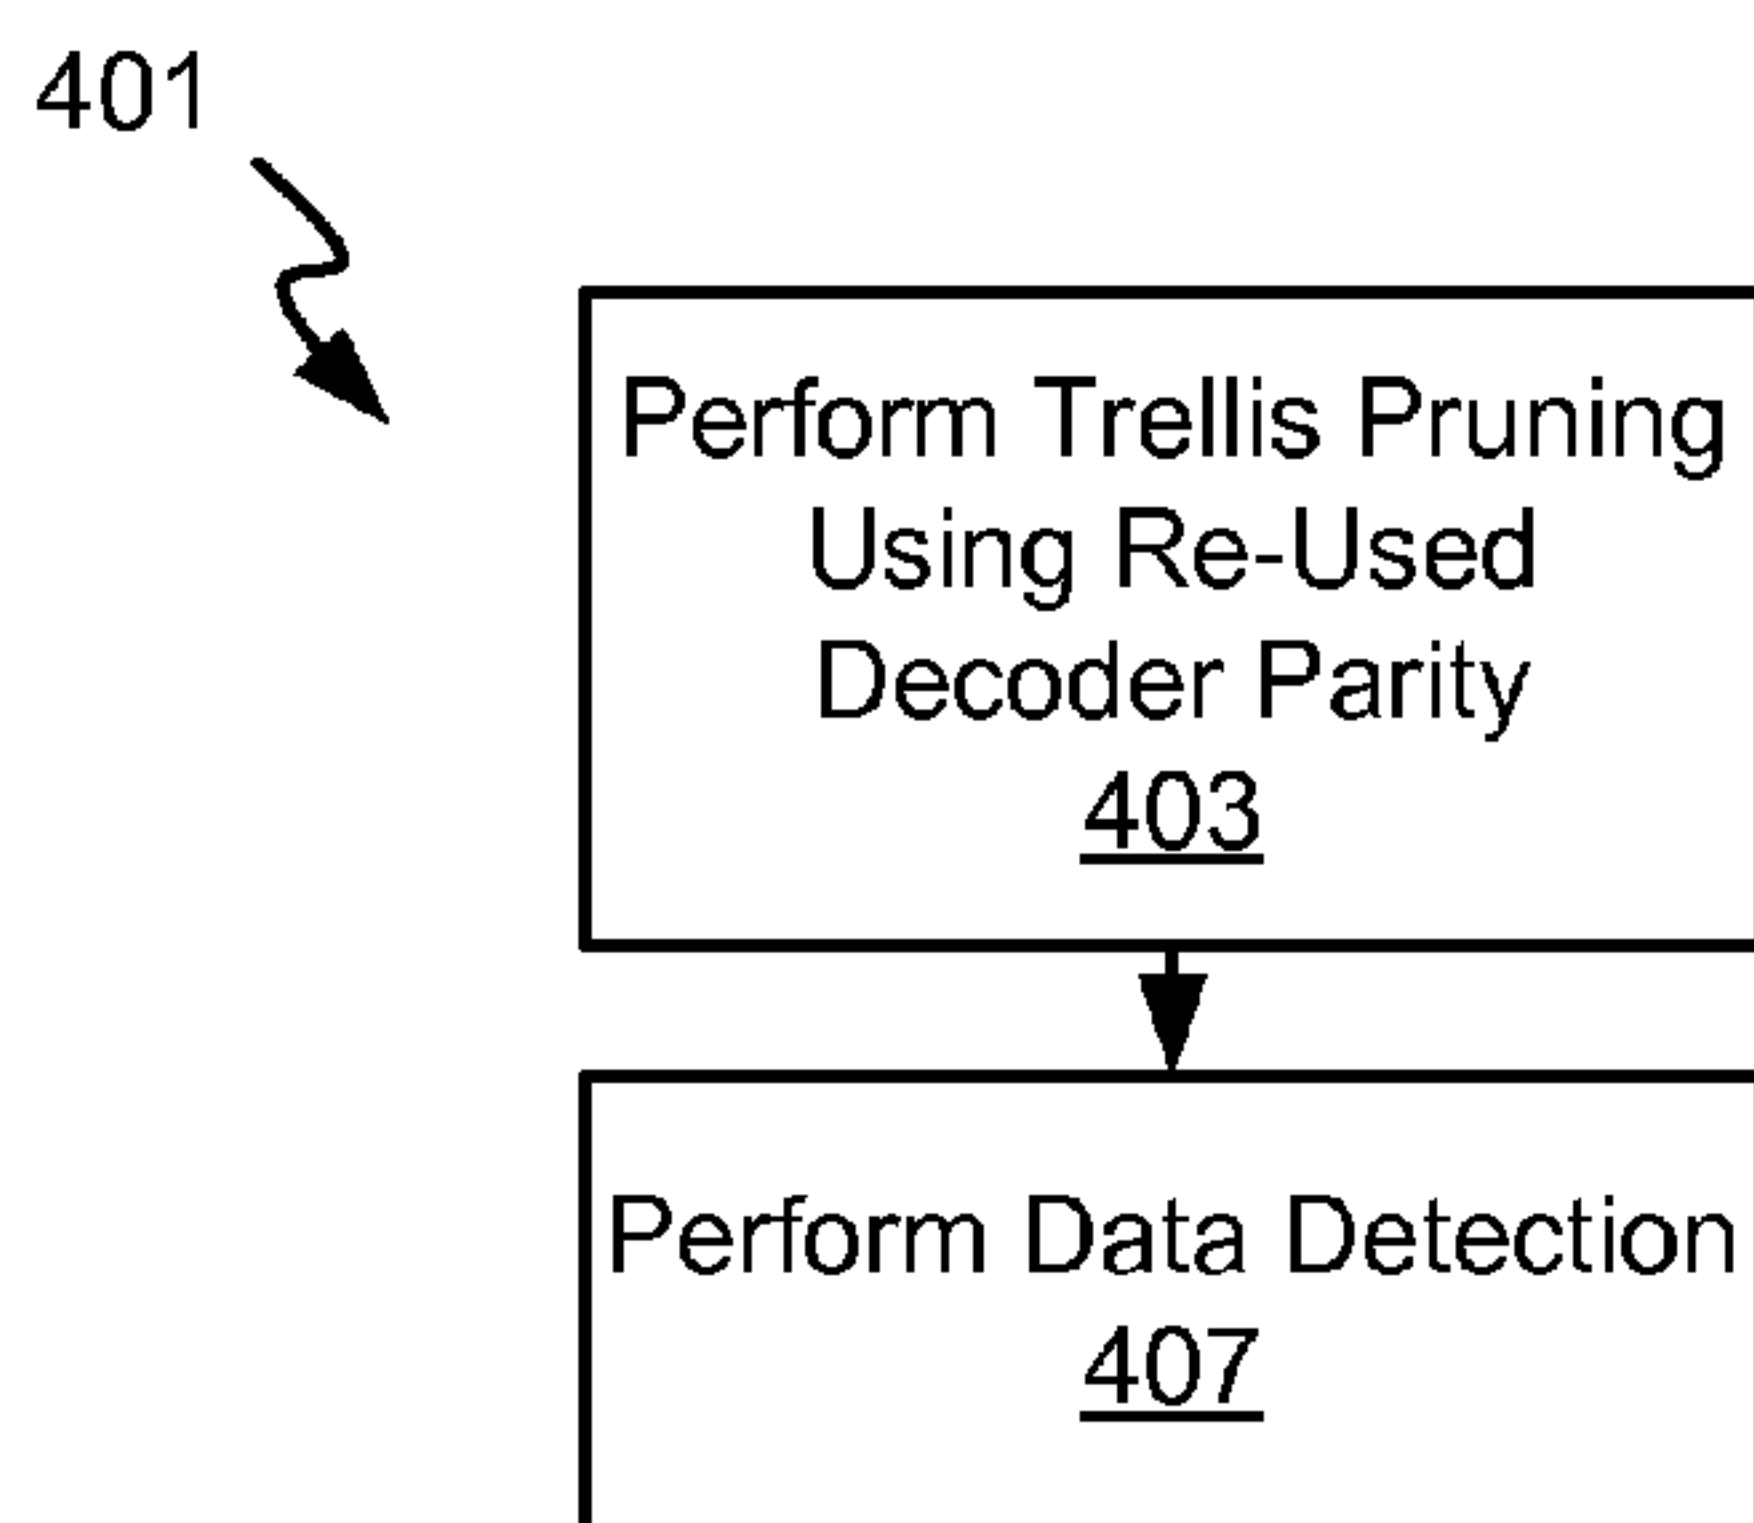 401
Perform Trellis Pruning
Using Re-Used
Decoder Parity
403
Perform Data Detection
407